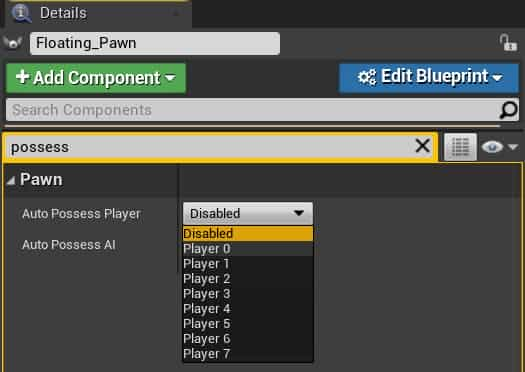 Details
Floating_Pawn
+ Add Component
Edit Blueprint
Search Components
possess
Pawn
Auto Possess Player
Disabled
Auto Possess AI
Disabled
Player 0
Player 1
Player 2
Player 3
Player 4
Player 5
Player 6
Player 7